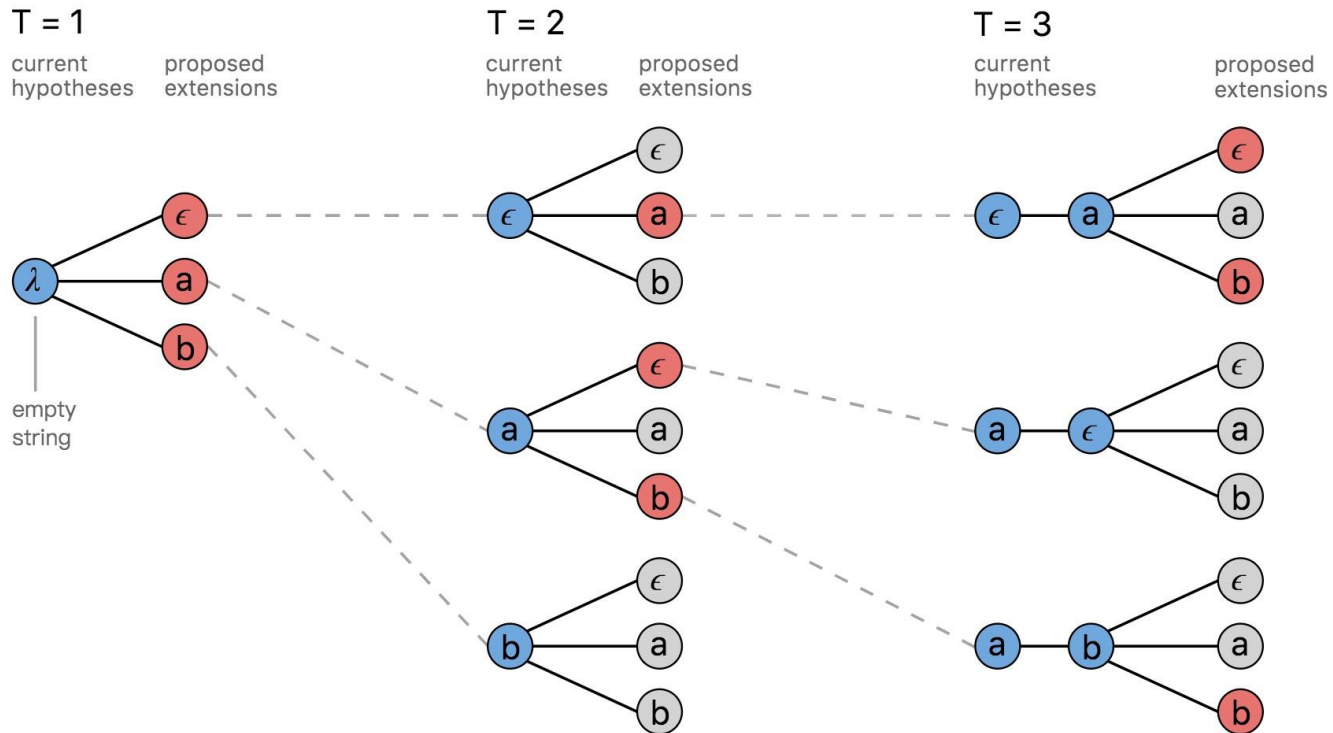 T = 1
T = 2
T = 3
current hypotheses
proposed extensions
current hypotheses
proposed extensions
current hypotheses
proposed extensions
λ
ϵ
a
b
empty string
ϵ
ϵ
a
b
a
ϵ
a
b
b
ϵ
a
b
ϵ
a
ϵ
a
b
a
ϵ
ϵ
a
b
a
b
ϵ
a
b